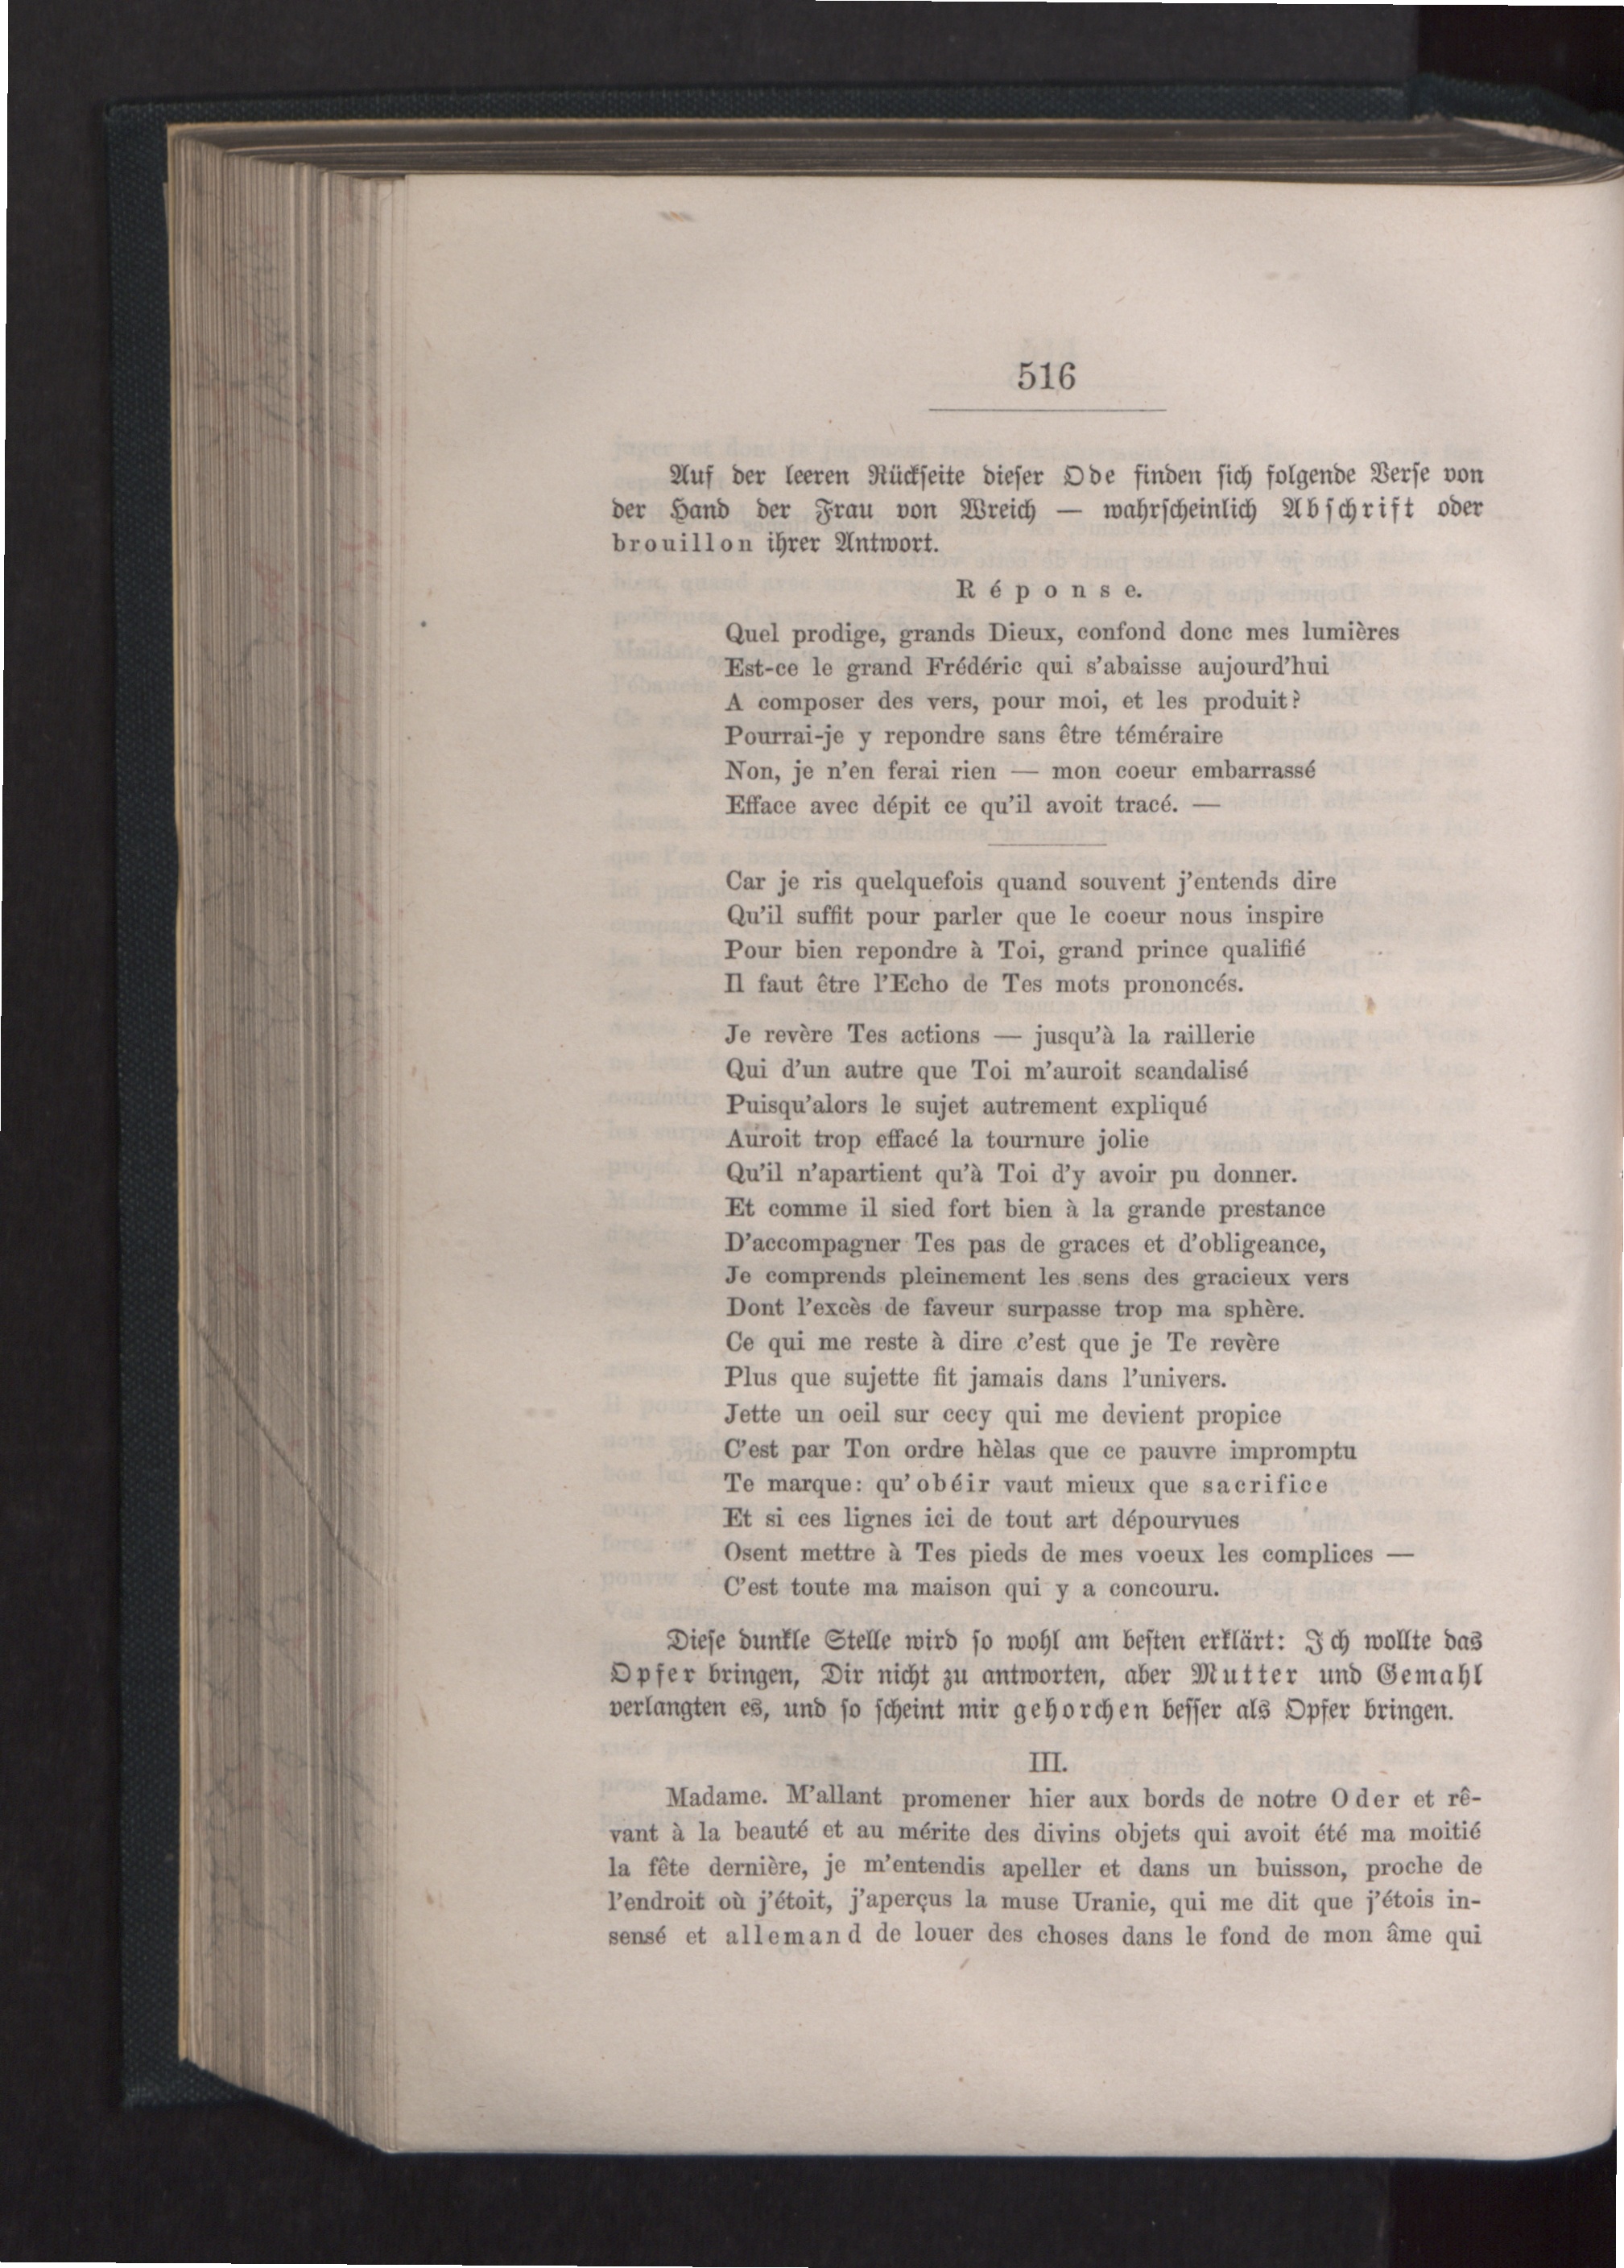 516
Auf der leeren Rückseite dieser Ode finden sich folgende Verse von
der Hand der Frau von Wreich — wahrscheinlich Abschrift oder
brouillon ihrer Antwort.
Réponse.
Quel prodige, grands Dieux, confond donc mes lumières
Est-ce le grand Frédéric qui s'abaisse aujourd'hui
A composer des vers, pour moi, et les produit?
Pourrai-je y repondre sans être téméraire
Non, je n'en ferai rien — mon coeur embarrassé
Efface avec dépit ce qu'il avoit tracé. —
Car je ris quelquefois quand souvent j'entends dire
Qu'il suffit pour parler que le coeur nous inspire
Pour bien repondre à Toi, grand prince qualifié
Il faut être l'Echo de Tes mots prononcés.
Je revère Tes actions — jusqu'à la raillerie
Qui d'un autre que Toi m'auroit scandalisé
Puisqu'alors le sujet autrement expliqué
Auroit trop effacé la tournure jolie
Qu'il n'apartient qu'à Toi d'y avoir pu donner.
Et comme il sied fort bien à la grande prestance
D'accompagner Tes pas de graces et d'obligeance,
Je comprends pleinement les sens des gracieux vers
Dont l'excès de faveur surpasse trop ma sphère.
Ce qui me reste à dire c'est que je Te revère
Plus que sujette fit jamais dans l'univers.
Jette un oeil sur cecy qui me devient propice
C'est par Ton ordre hèlas que ce pauvre impromptu
Te marque: qu'obéir vaut mieux que sacrifice
Et si ces lignes ici de tout art dépourvues
Osent mettre à Tes pieds de mes voeux les complices —
C'est toute ma maison qui y a concouru.
Diese dunkle Stelle wird so wohl am besten erklärt: Ich wollte das
Opfer bringen, Dir nicht zu antworten, aber Mutter und Gemahl
verlangten es, und so scheint mir gehorchen besser als Opfer bringen.
III.
Madame. M'allant promener hier aux bords de notre Oder et rê-
vant à la beauté et au mérite des divins objets qui avoit été ma moitié
la fête dernière, je m'entendis apeller et dans un buisson, proche de
l'endroit où j'étoit, j'aperçus la muse Uranie, qui me dit que j'étois in-
sensé et allemand de louer des choses dans le fond de mon âme qui